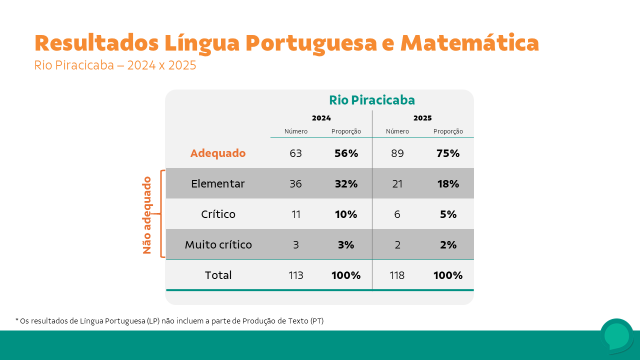 Resultados Língua Portuguesa e Matemática
Rio Piracicaba – 2024 x 2025
Rio Piracicaba
2024 2025
Número Proporção Número Proporção
Adequado 63 56% 89 75%
Elementar 36 32% 21 18%
Crítico 11 10% 6 5%
Muito crítico 3 3% 2 2%
Total 113 100% 118 100%
Não adequado
* Os resultados de Língua Portuguesa (LP) não incluem a parte de Produção de Texto (PT)